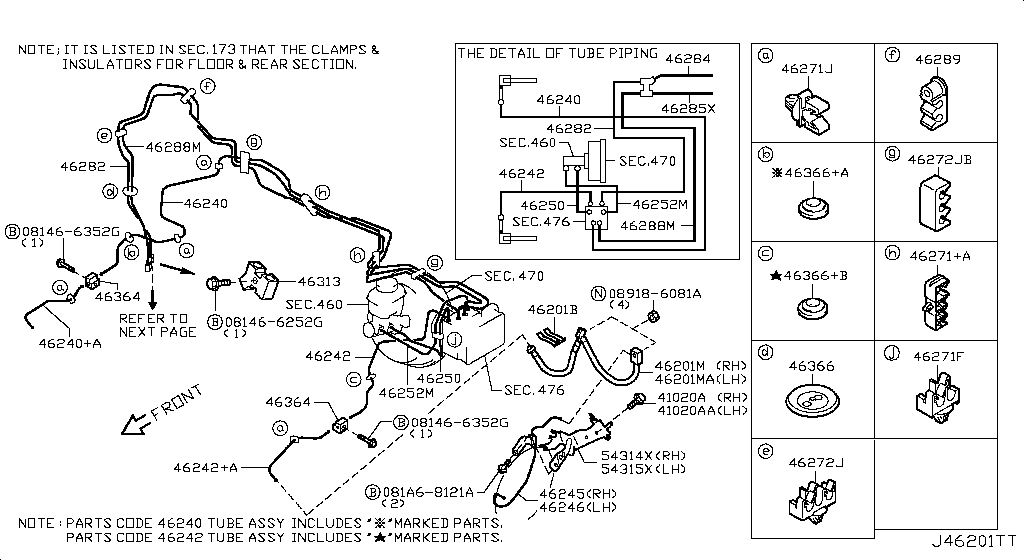 NOTE; IT IS LISTED IN SEC.173 THAT THE CLAMPS &
INSULATORS FOR FLOOR & REAR SECTION.
f
e
46288M
g
46282
a
h
d
46240
B 08146-6352G
(1)
b
a
46364
a
46240+A
REFER TO
NEXT PAGE
46313
B 08146-6252G
(1)
h
g
SEC.470
SEC.460
J
46242
46250
46252M
SEC.476
c
46364
B 08146-6352G
(1)
a
46242+A
FRONT
THE DETAIL OF TUBE PIPING
46284
46285X
46240
46282
SEC.460
SEC.470
46242
46250
46252M
SEC.476
46288M
N 08918-6081A
(4)
46201B
46201M (RH)
46201MA(LH)
41020A (RH)
41020AA(LH)
54314X(RH)
54315X(LH)
B 081A6-8121A
(2)
46245(RH)
46246(LH)
a
46271J
f
46289
b
※46366+A
g
46272JB
c
★46366+B
h
46271+A
d
46366
J
46271F
e
46272J
NOTE : PARTS CODE 46240 TUBE ASSY INCLUDES "※"MARKED PARTS.
PARTS CODE 46242 TUBE ASSY INCLUDES "★"MARKED PARTS.
J46201TT